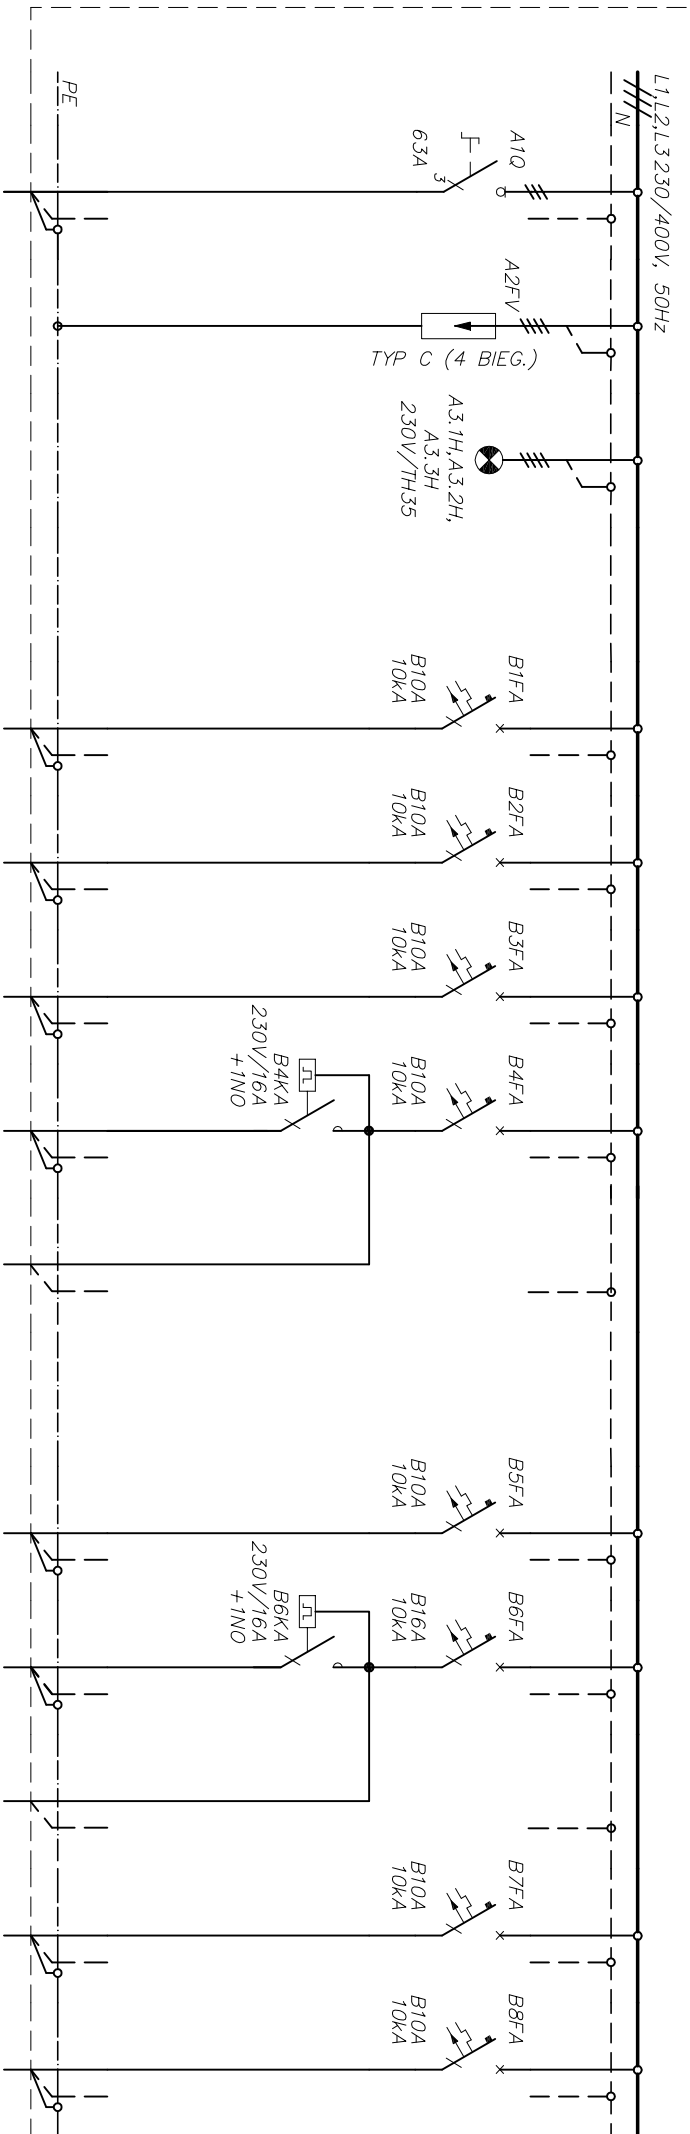 L1,L2,L3 230/400V, 50Hz
N
PE
A1Q
3
63A
A2FV
TYP C (4 BIEG.)
A3.1H,A3.2H,
A3.3H
230V/TH35
B1FA
B10A
10kA
B2FA
B10A
10kA
B3FA
B10A
10kA
B4FA
B10A
10kA
B4KA
230V/16A
+1NO
B5FA
B10A
10kA
B6FA
B16A
10kA
B6KA
230V/16A
+1NO
B7FA
B10A
10kA
B8FA
B10A
10kA